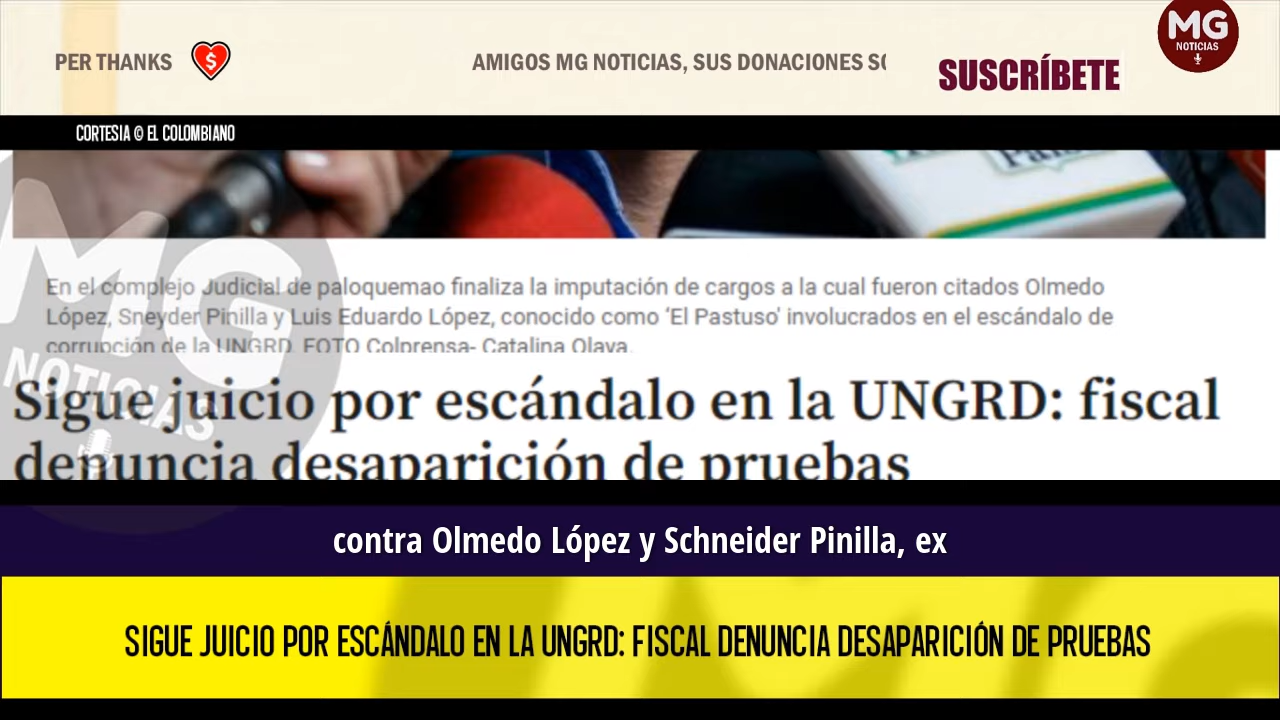 PER THANKS
AMIGOS MG NOTICIAS, SUS DONACIONES
SUSCRÍBETE
MG
NOTICIAS
CORTESIA © EL COLOMBIANO
En el complejo Judicial de paloquemao finaliza la imputación de cargos a la cual fueron citados Olmedo
López, Sneyder Pinilla y Luis Eduardo López, conocido como ‘El Pastuso' involucrados en el escándalo de
corrupción de la UNGRD. FOTO Colprensa- Catalina Olaya.
MG
NOTICIAS
Sigue juicio por escándalo en la UNGRD: fiscal
denuncia desaparición de pruebas
contra Olmedo López y Schneider Pinilla, ex
SIGUE JUICIO POR ESCÁNDALO EN LA UNGRD: FISCAL DENUNCIA DESAPARICIÓN DE PRUEBAS